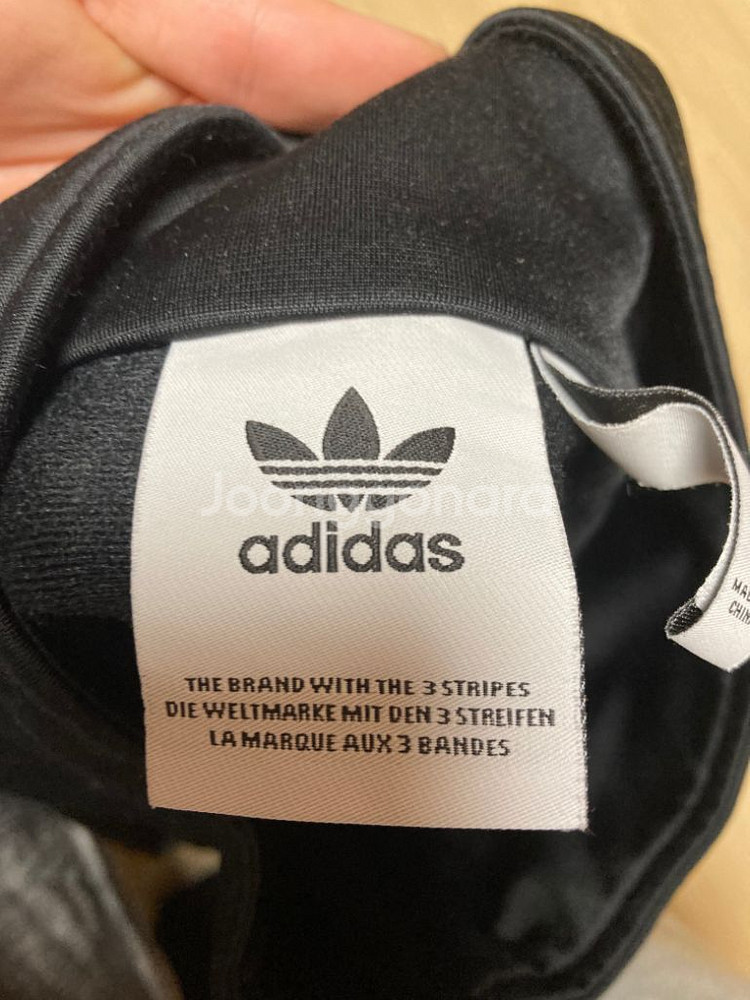 adidas
THE BRAND WITH THE 3 STRIPES
DIE WELTMARKE MIT DEN 3 STREIFEN
LA MARQUE AUX 3 BANDES